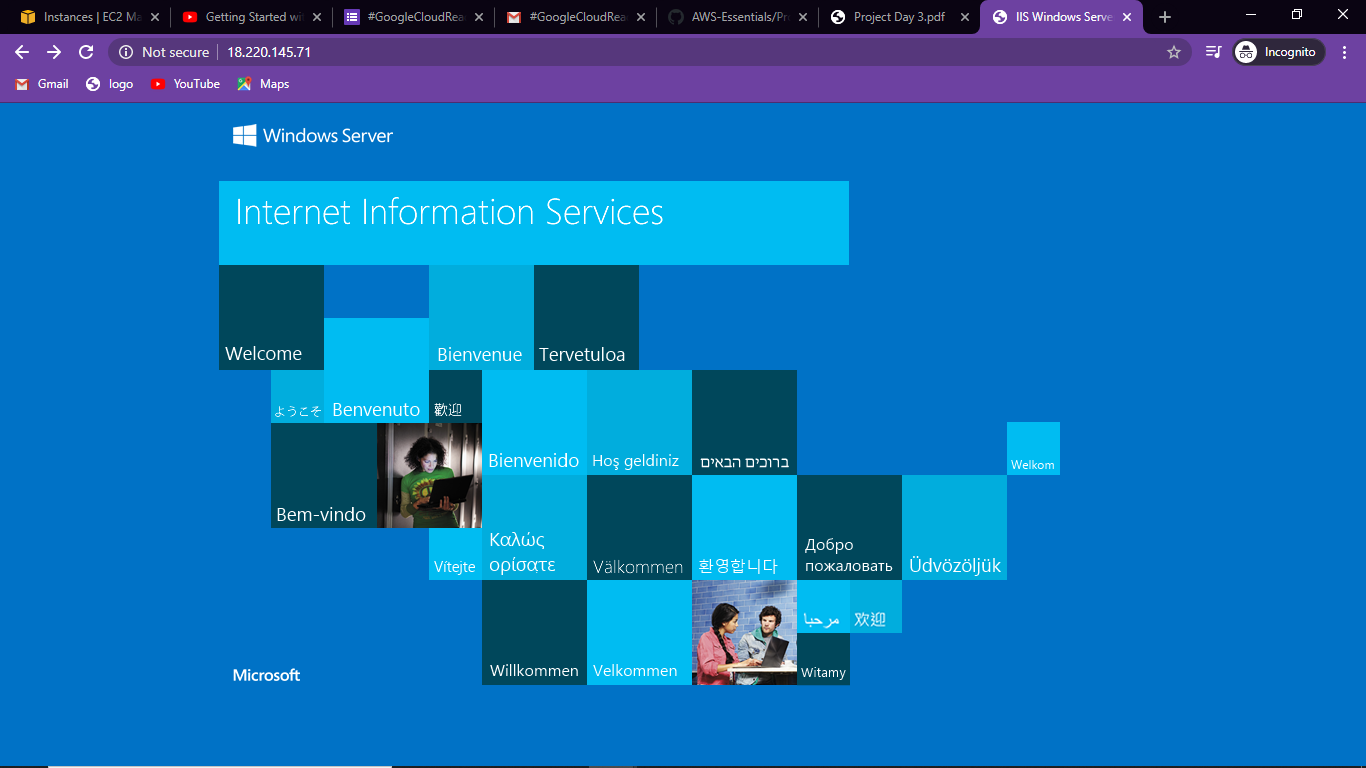 Instances | EC2 Ma
Getting Started wi
#GoogleCloudRea
#GoogleCloudRea
AWS-Essentials/Pr
Project Day 3.pdf
IIS Windows Serve
Not secure
18.220.145.71
Incognito
Gmail
logo
YouTube
Maps
Windows Server
Internet Information Services
Welcome
Bienvenue
Tervetuloa
ようこそ
Benvenuto
歡迎
Bienvenido
Hoş geldiniz
ברוכים הבאים
Welkom
Bem-vindo
Vítejte
Καλώς
ορίσατε
Välkommen
환영합니다
Добро
пожаловать
Üdvözöljük
مرحبا
欢迎
Willkommen
Velkommen
Witamy
Microsoft